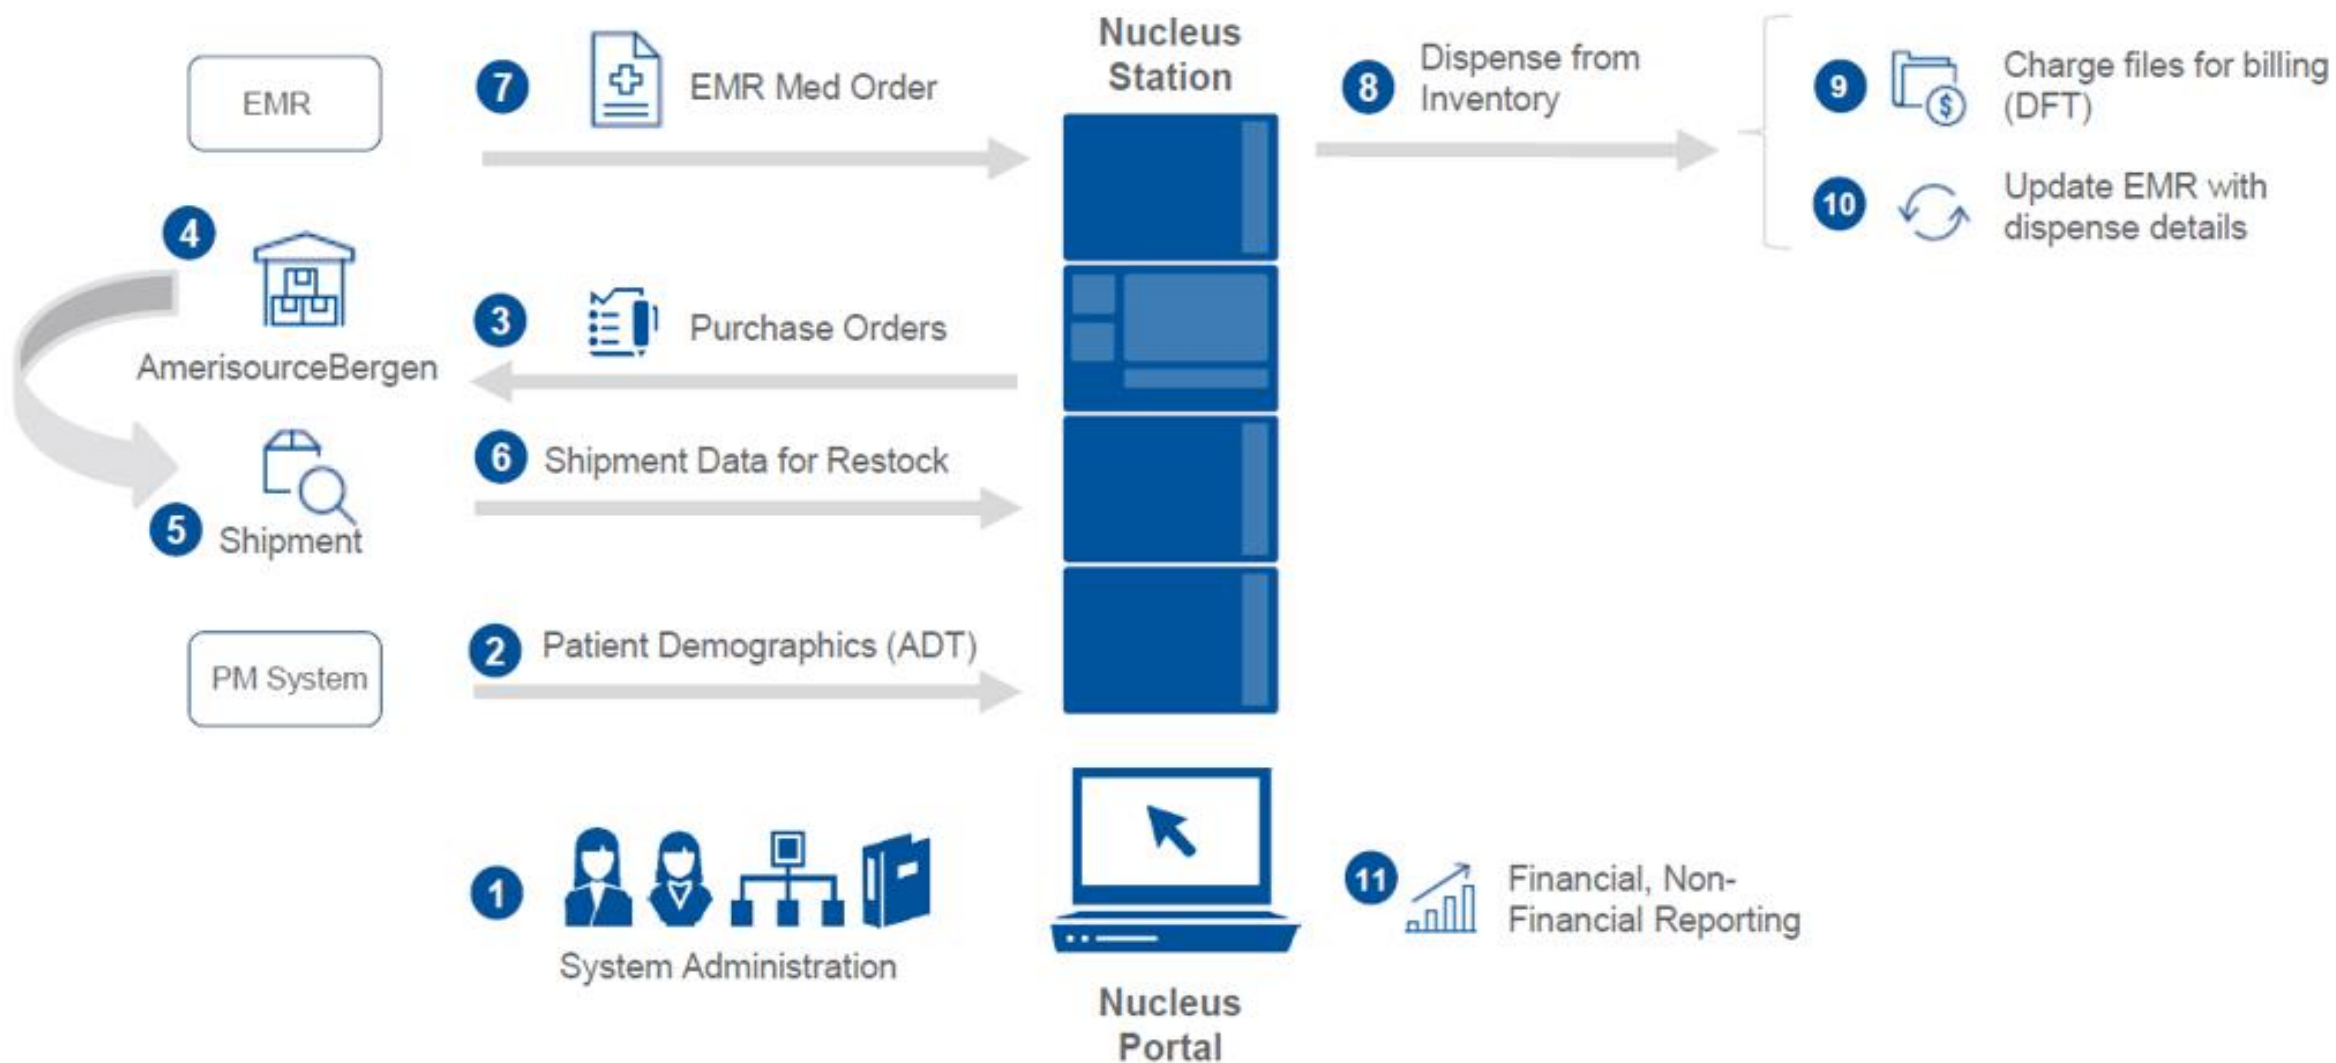 Nucleus
Station
EMR
7
EMR Med Order
8
Dispense from
Inventory
9
Charge files for billing
(DFT)
10
Update EMR with
dispense details
4
AmerisourceBergen
3
Purchase Orders
6
Shipment Data for Restock
5
Shipment
PM System
2
Patient Demographics (ADT)
1
System Administration
Nucleus
Portal
11
Financial, Non-
Financial Reporting